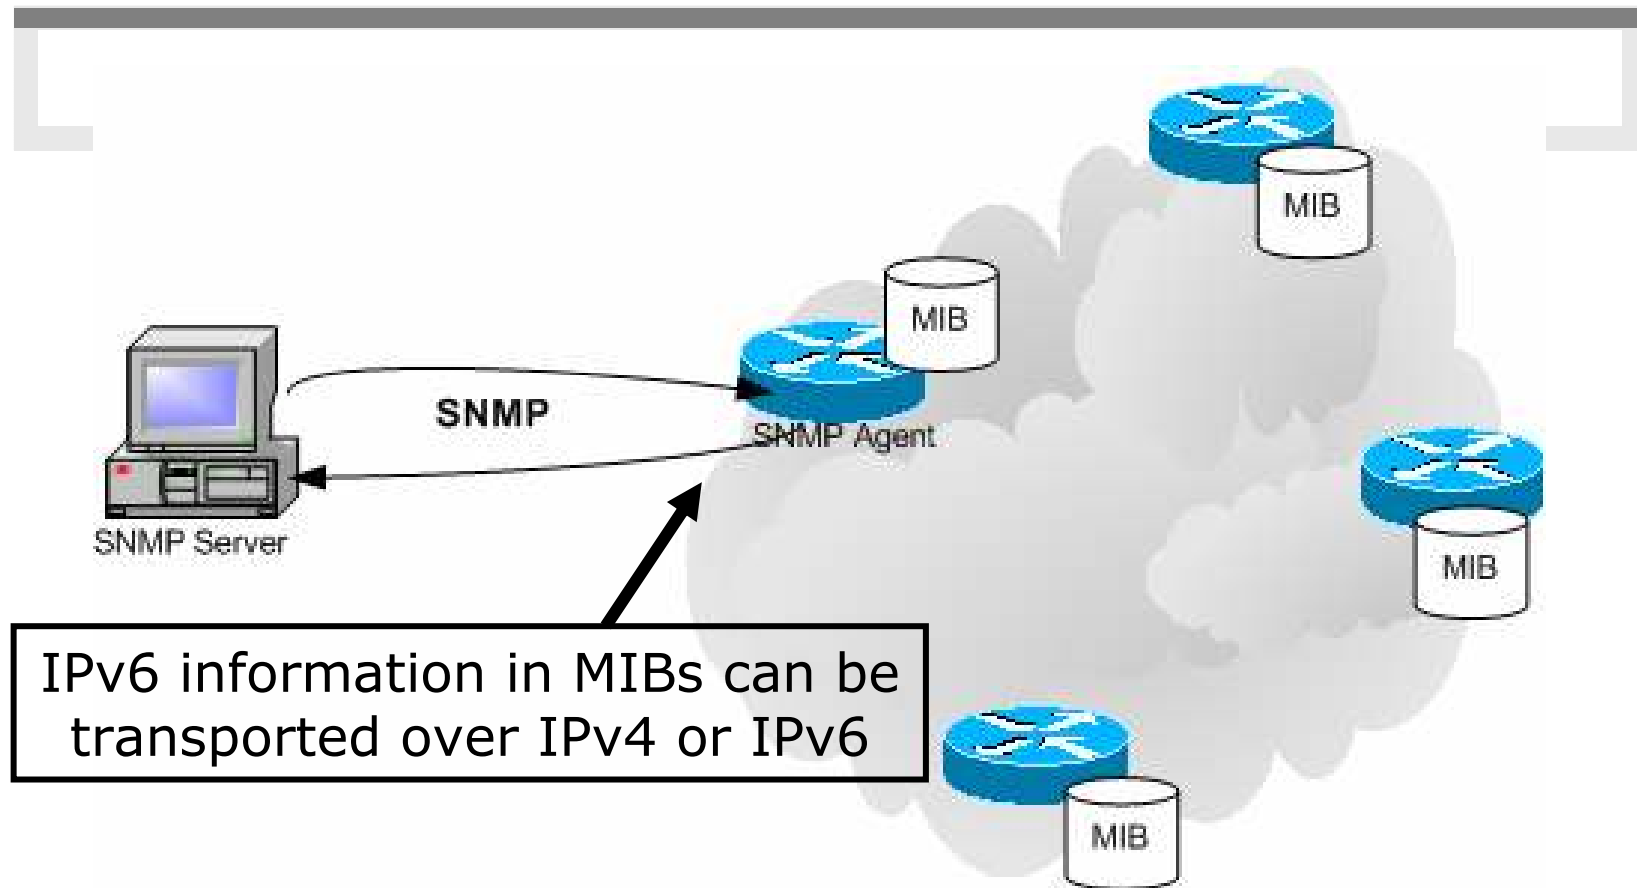 MIB
MIB
SNMP
SNMP Agent
SNMP Server
MIB
IPv6 information in MIBs can be
transported over IPv4 or IPv6
MIB